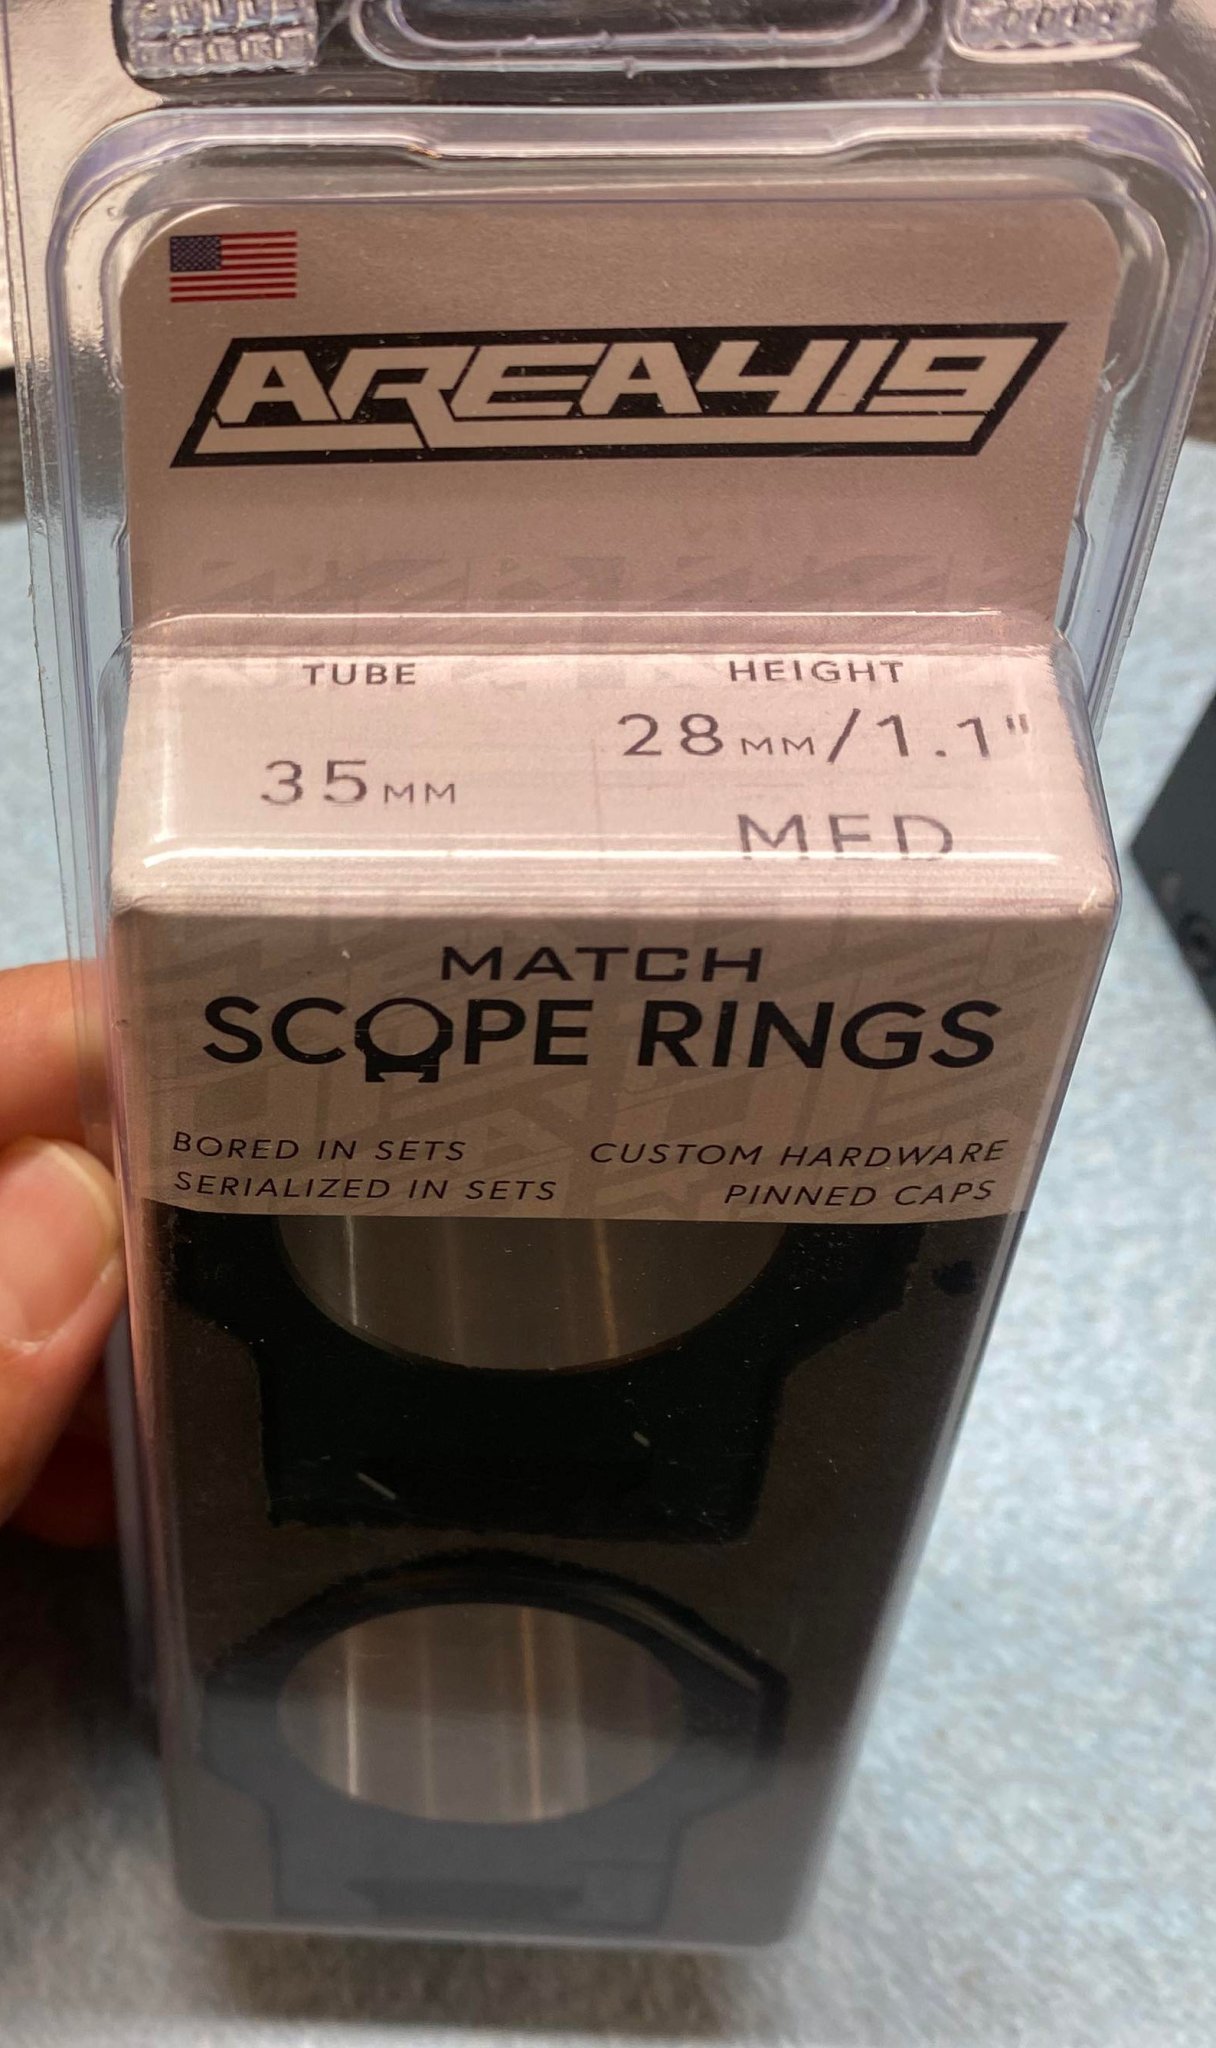 AREA419
TUBE
HEIGHT
35MM
28MM/1.1"
MED
MATCH
SCOPE RINGS
BORED IN SETS
CUSTOM HARDWARE
SERIALIZED IN SETS
PINNED CAPS